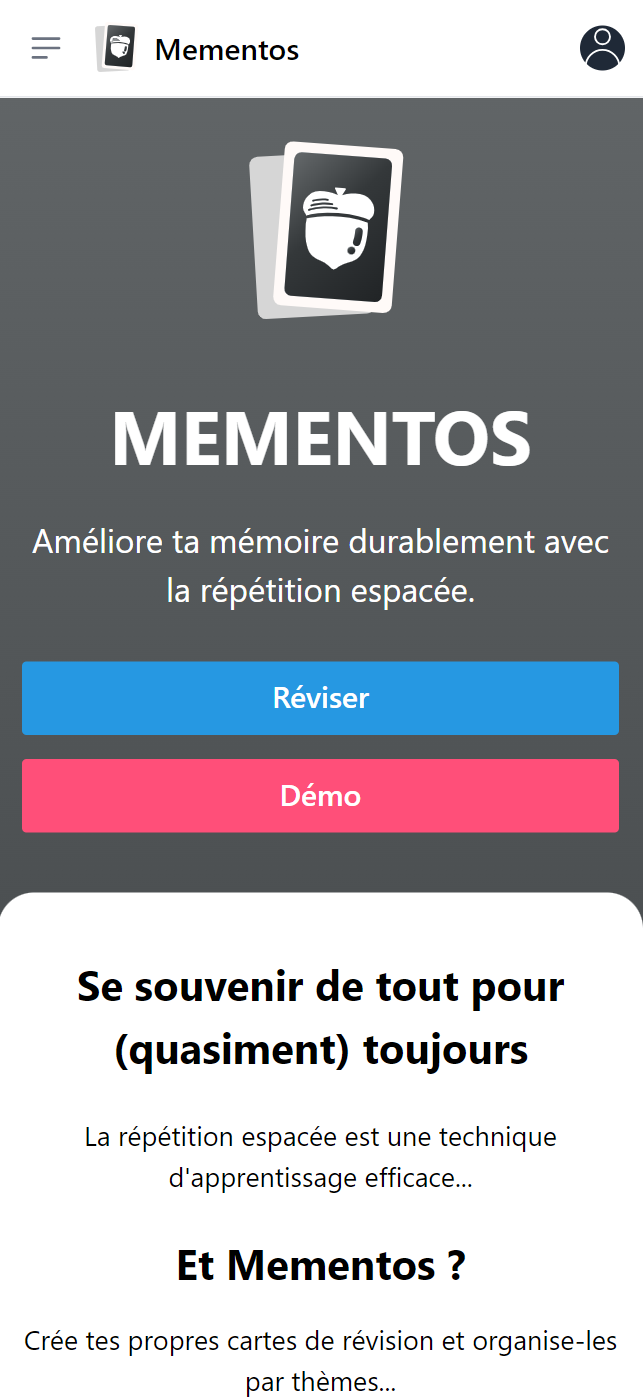 Mementos
MEMENTOS
Améliore ta mémoire durablement avec
la répétition espacée.
Réviser
Démo
Se souvenir de tout pour
(quasiment) toujours
La répétition espacée est une technique
d'apprentissage efficace...
Et Mementos ?
Crée tes propres cartes de révision et organise-les
par thèmes...